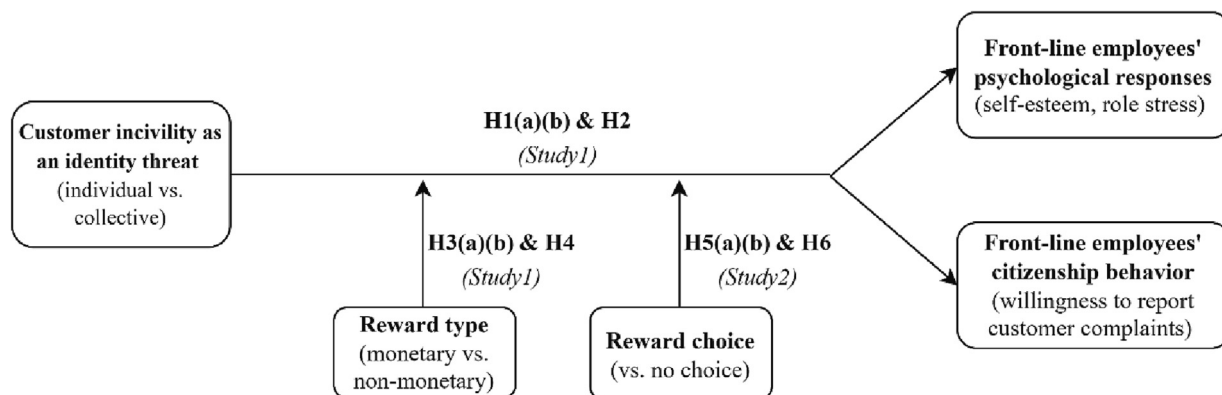 Customer incivility as
an identity threat
(individual vs.
collective)
H1(a)(b) & H2
(Study1)
H3(a)(b) & H4
(Study1)
Reward type
(monetary vs.
non-monetary)
H5(a)(b) & H6
(Study2)
Reward choice
(vs. no choice)
Front-line employees'
psychological responses
(self-esteem, role stress)
Front-line employees'
citizenship behavior
(willingness to report
customer complaints)